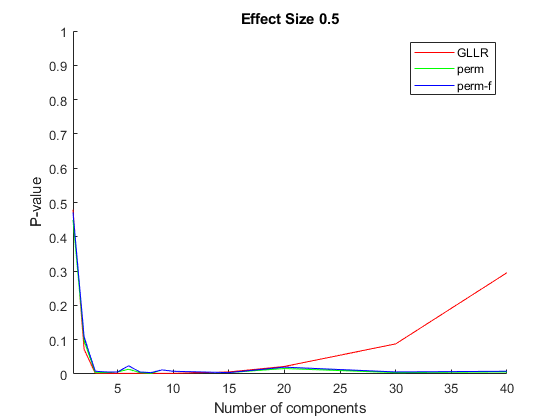 Effect Size 0.5
1
0.9
0.8
0.7
0.6
0.5
0.4
0.3
0.2
0.1
0
P-value
GLLR
perm
perm-f
5 10 15 20 25 30 35 40
Number of components